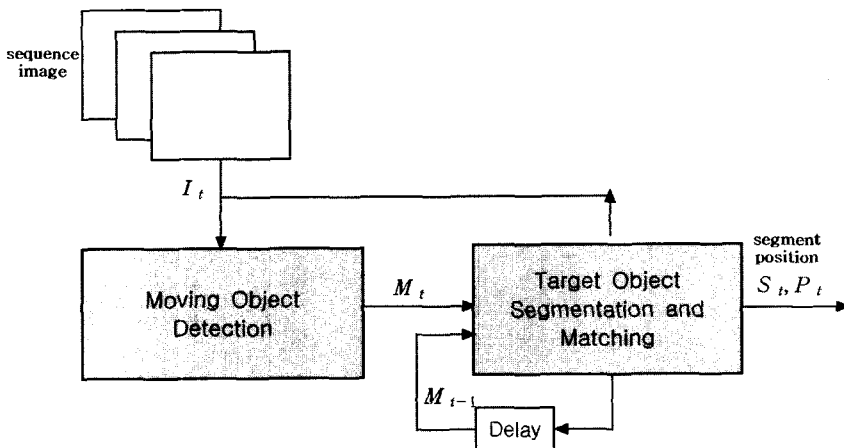 sequence
image
I t
segment
position
S t, P t
Moving Object
Detection
M t
Target Object
Segmentation and
Matching
M t-1
Delay